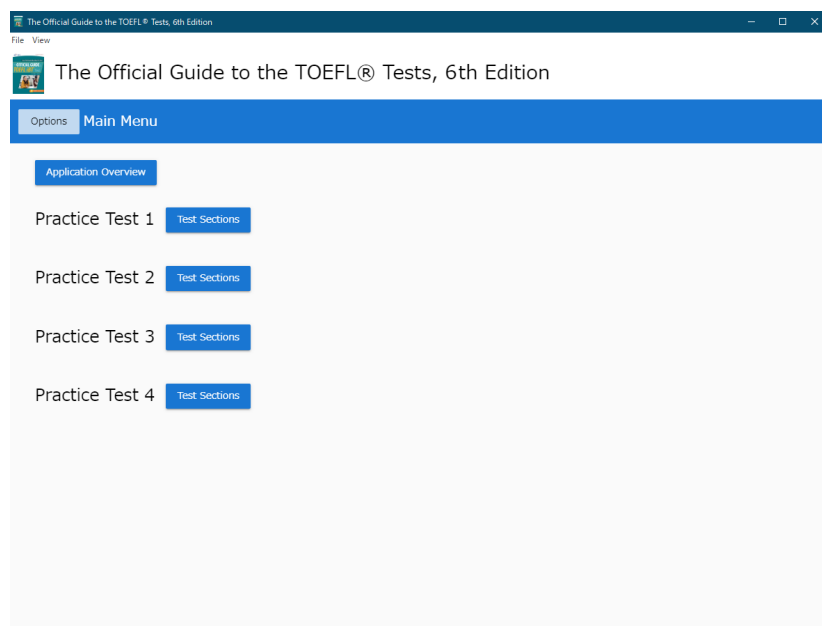 The Official Guide to the TOEFL® Tests, 6th Edition
File View
The Official Guide to the TOEFL® Tests, 6th Edition
Options Main Menu
Application Overview
Practice Test 1 Test Sections
Practice Test 2 Test Sections
Practice Test 3 Test Sections
Practice Test 4 Test Sections